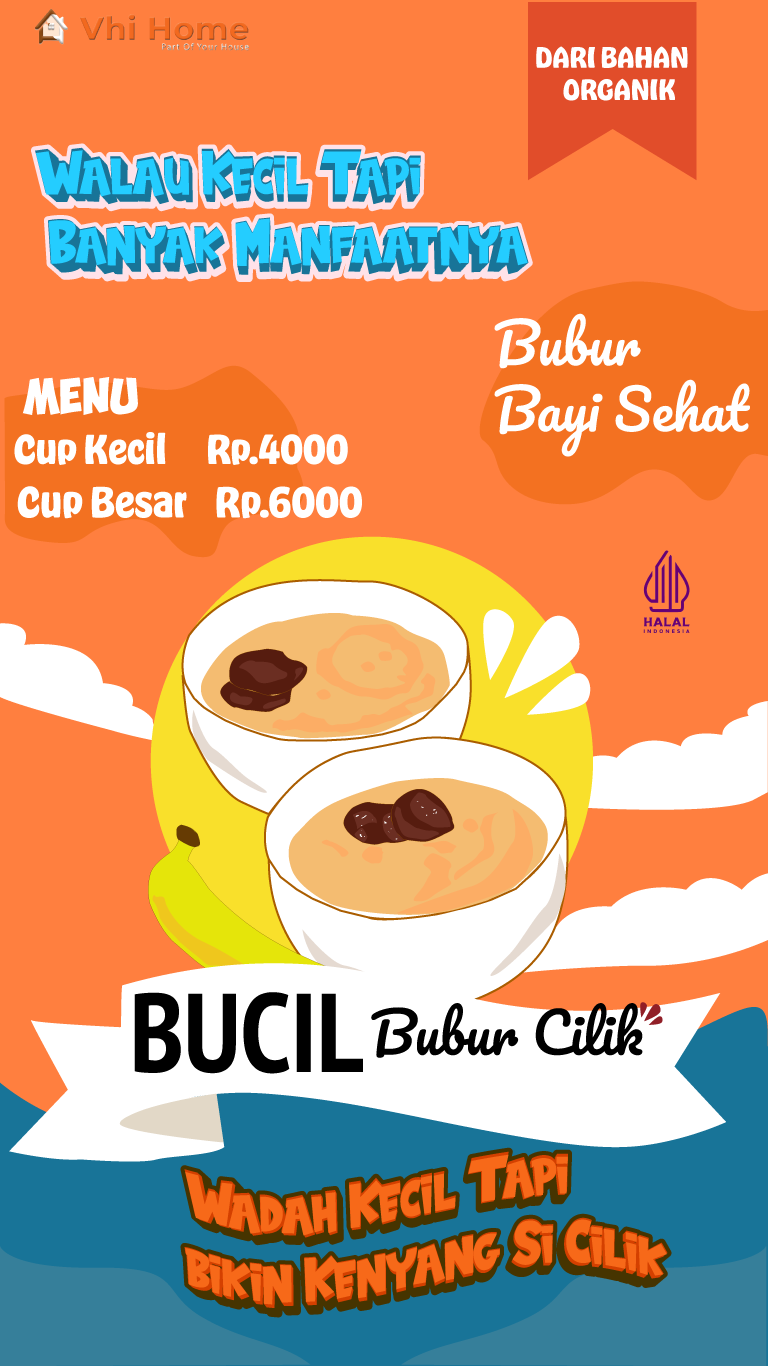 Vhi Home
Part Of Your House
DARI BAHAN
ORGANIK
WALAU KECIL TAPI
BANYAK MANFAATNYA
Bubur
Bayi Sehat
MENU
Cup Kecil Rp.4000
Cup Besar Rp.6000
HALAL
INDONESIA
BUCIL Bubur Cilik
WADAH KECIL TAPI
BIKIN KENYANG SI CILIK